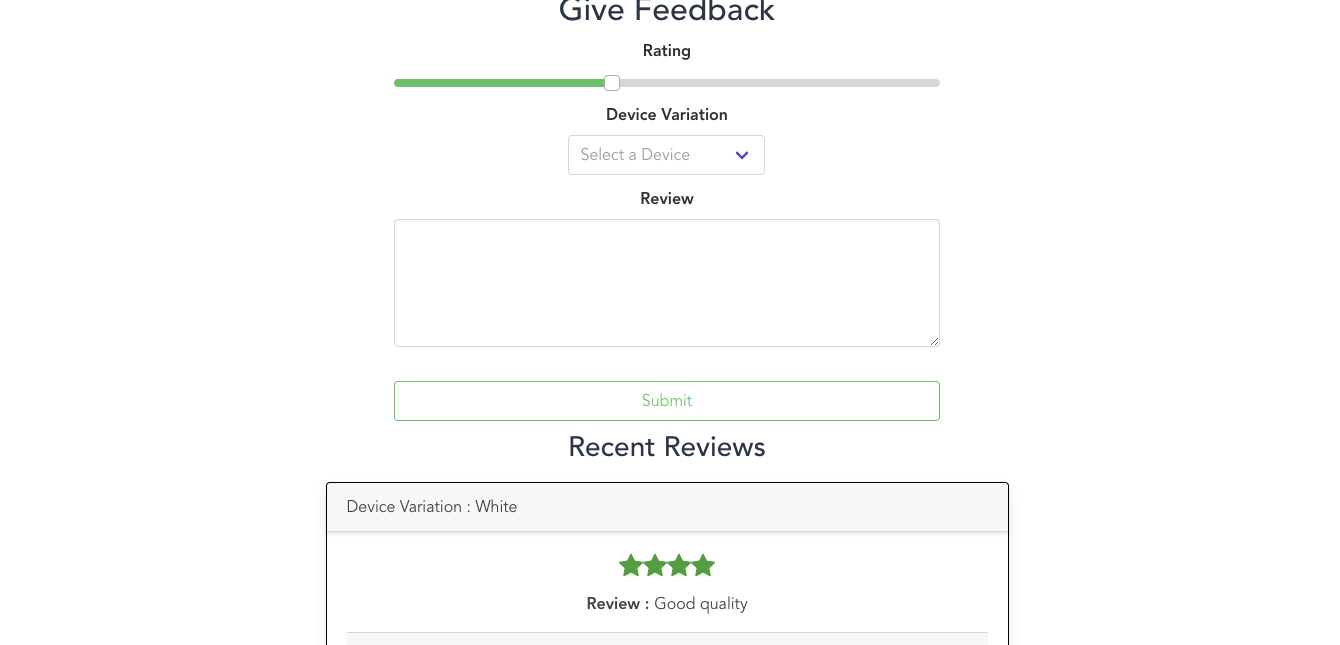 Give Feedback
Rating
Device Variation
Select a Device
Review
Submit
Recent Reviews
Device Variation : White
Review : Good quality